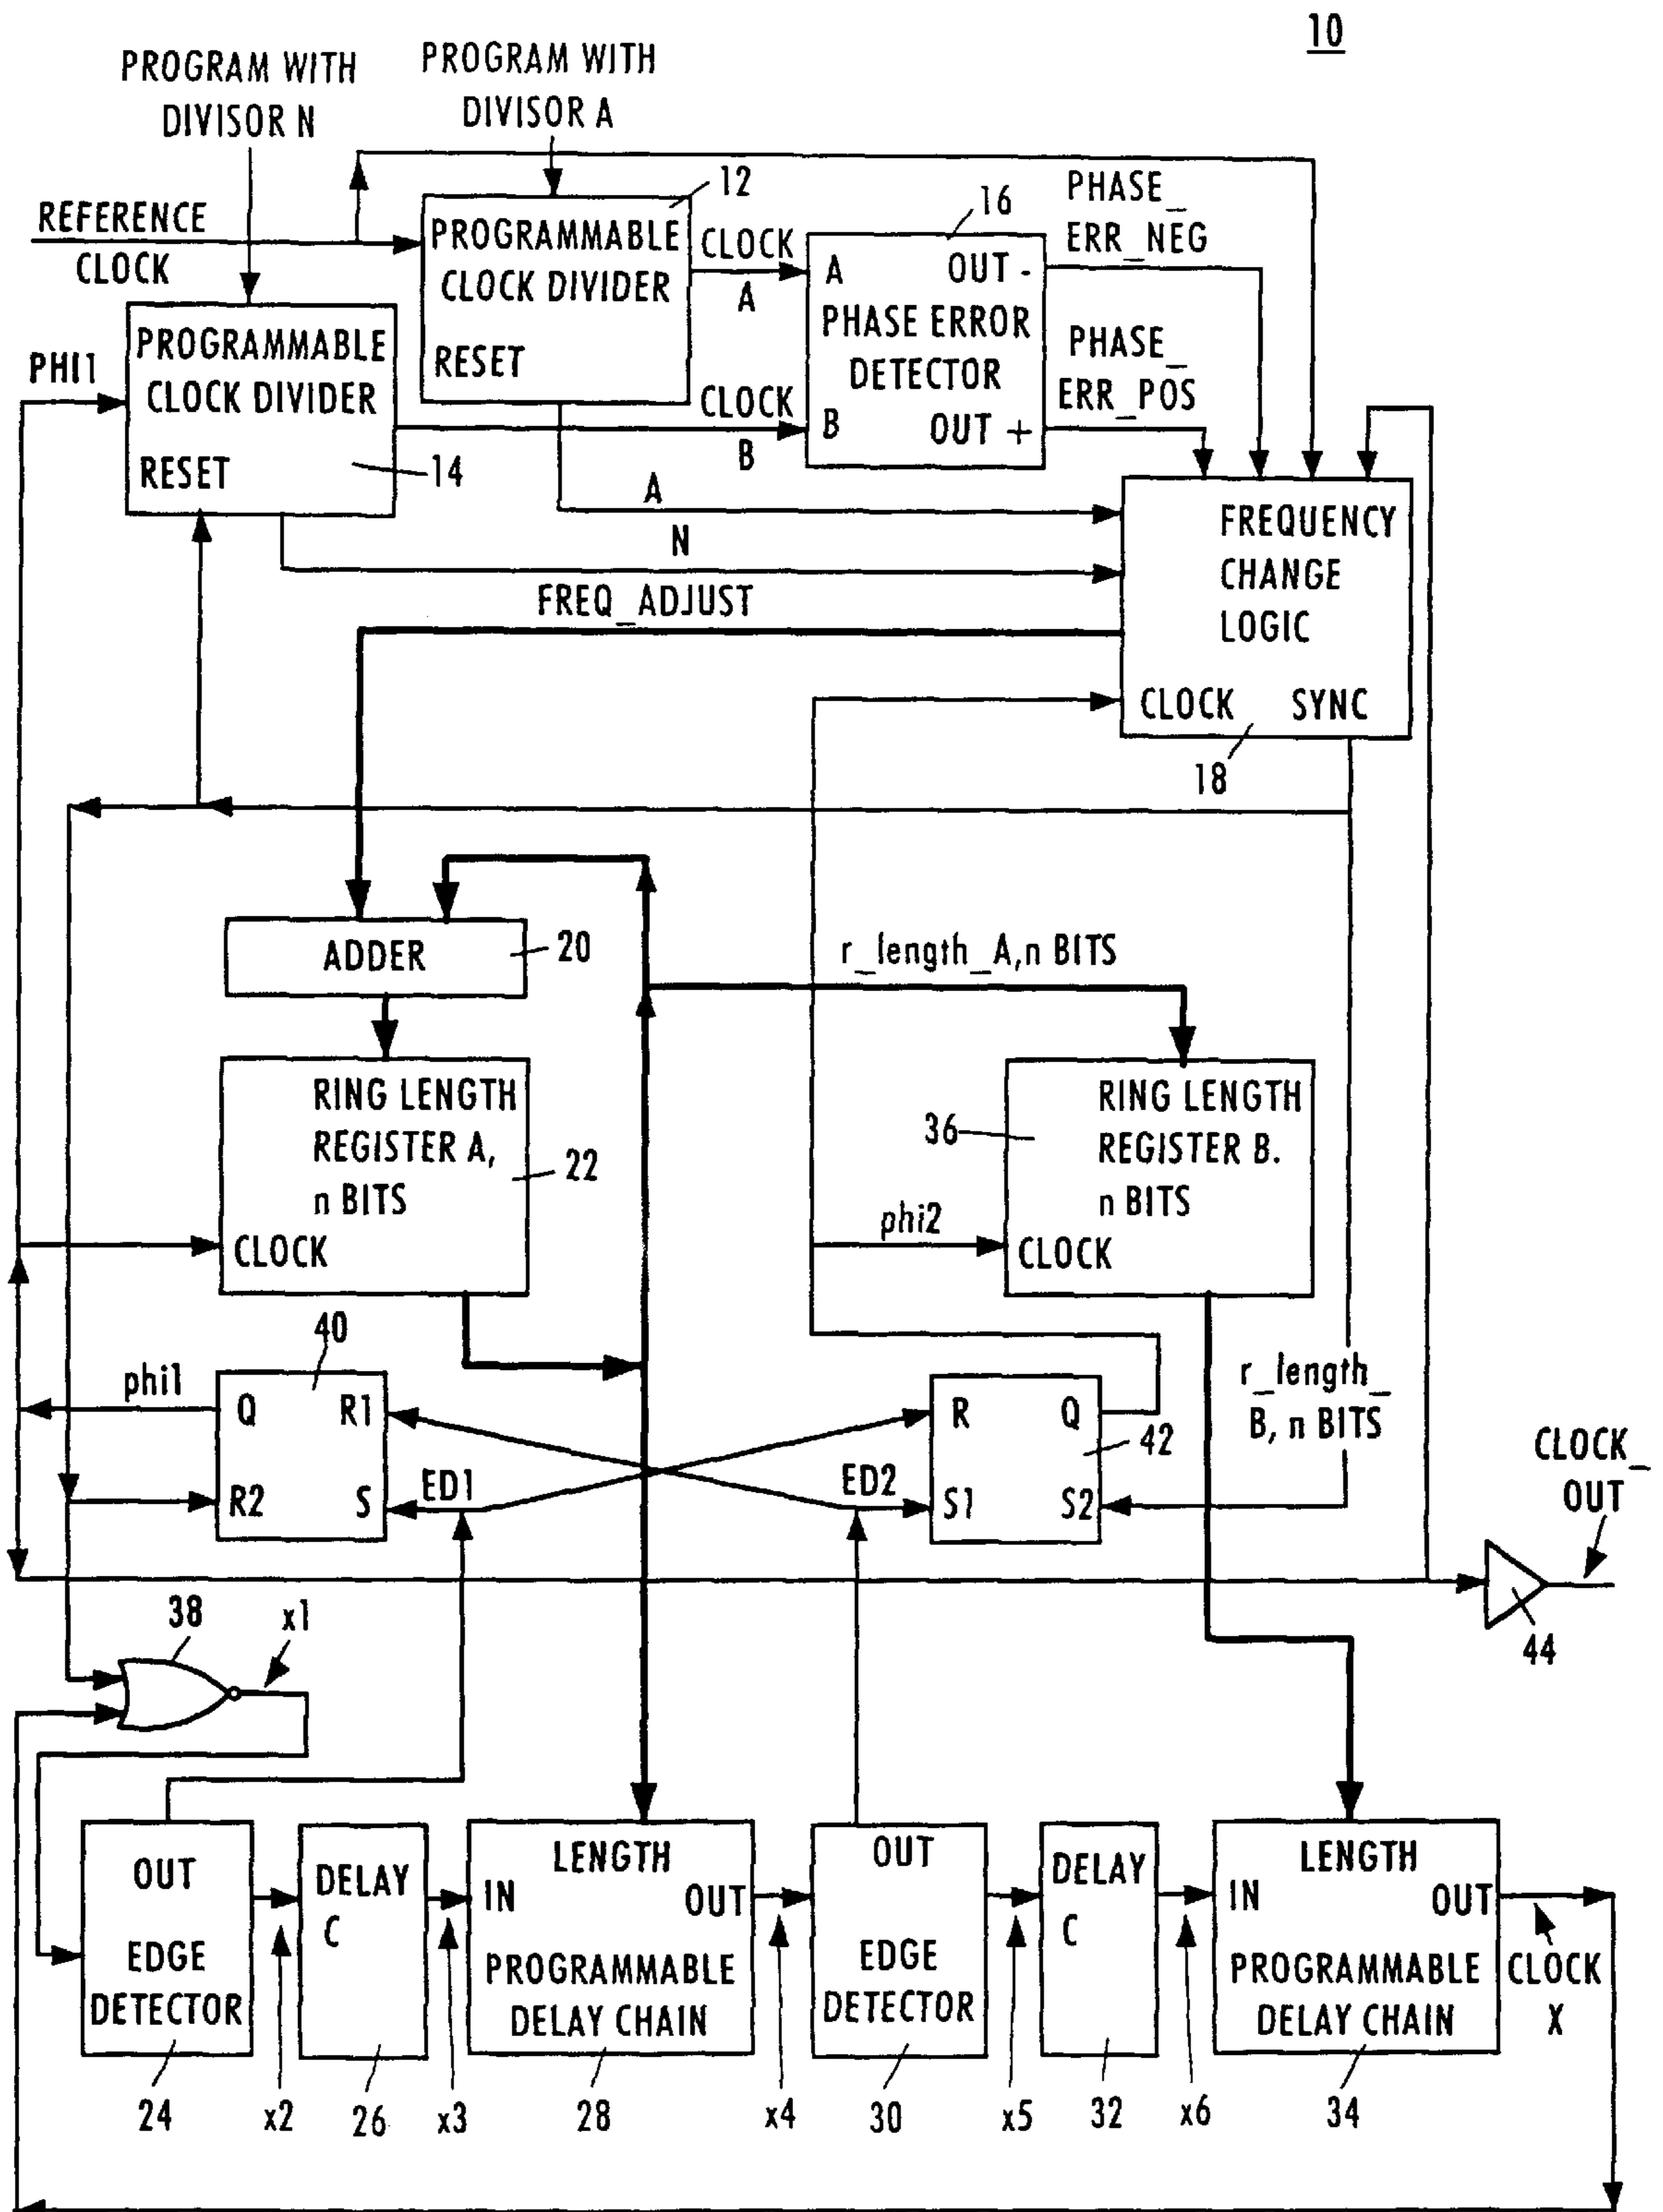 10
PROGRAM WITH
DIVISOR N
PROGRAM WITH
DIVISOR A
REFERENCE
CLOCK
12
PROGRAMMABLE
CLOCK DIVIDER
RESET
CLOCK
A
16
A
OUT -
PHASE ERROR
DETECTOR
B
OUT +
PHASE_
ERR_NEG
PHASE_
ERR_POS
PHI1
PROGRAMMABLE
CLOCK DIVIDER
RESET
14
CLOCK
B
A
N
FREQ_ADJUST
FREQUENCY
CHANGE
LOGIC
CLOCK
SYNC
18
ADDER
20
r_length_A,n BITS
RING LENGTH
REGISTER A,
n BITS
CLOCK
22
36
RING LENGTH
REGISTER B.
n BITS
CLOCK
phi2
40
phi1
Q
R1
R2
S
ED1
ED2
R
Q
S1
S2
42
r_length_
B, n BITS
CLOCK_
OUT
44
38
x1
OUT
EDGE
DETECTOR
24
x2
DELAY
C
26
x3
LENGTH
IN
OUT
PROGRAMMABLE
DELAY CHAIN
28
x4
OUT
EDGE
DETECTOR
30
x5
DELAY
C
32
x6
LENGTH
IN
OUT
PROGRAMMABLE
DELAY CHAIN
34
CLOCK
X